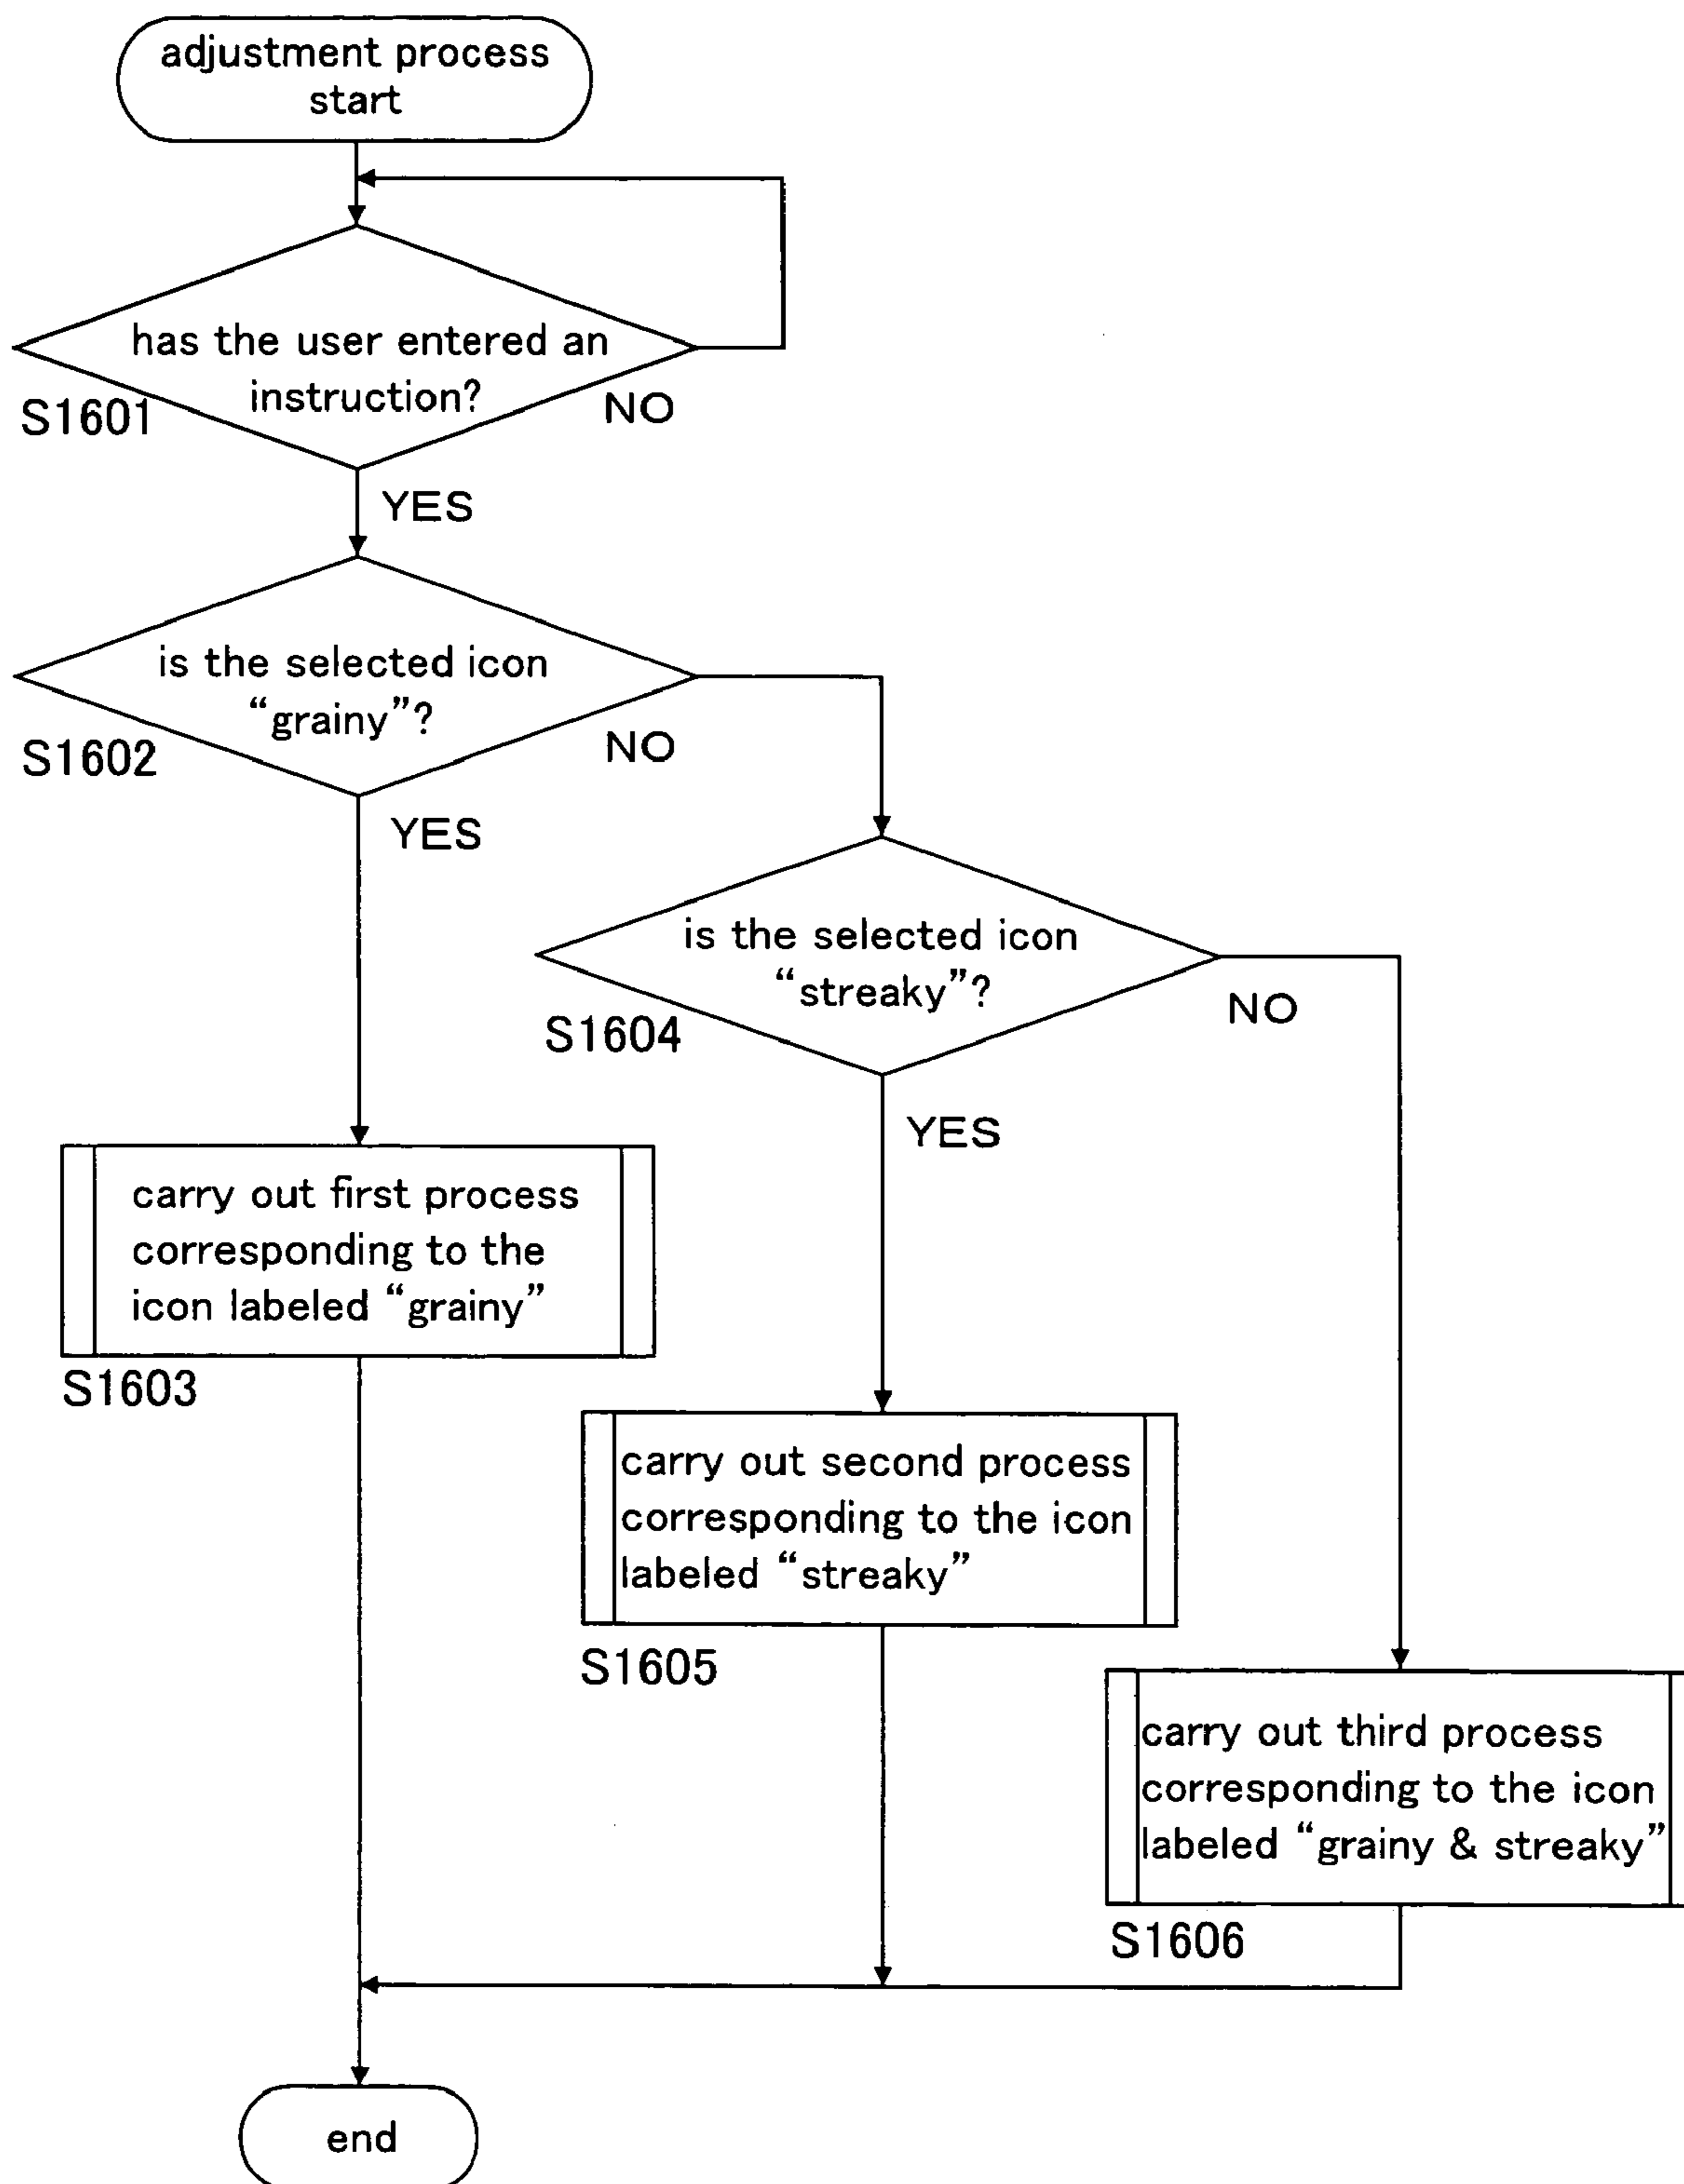 adjustment process
start
has the user entered an
instruction?
S1601
NO
YES
is the selected icon
“grainy”?
S1602
NO
YES
is the selected icon
“streaky”?
S1604
NO
YES
carry out first process
corresponding to the
icon labeled “grainy”
S1603
carry out second process
corresponding to the icon
labeled “streaky”
S1605
carry out third process
corresponding to the icon
labeled “grainy & streaky”
S1606
end